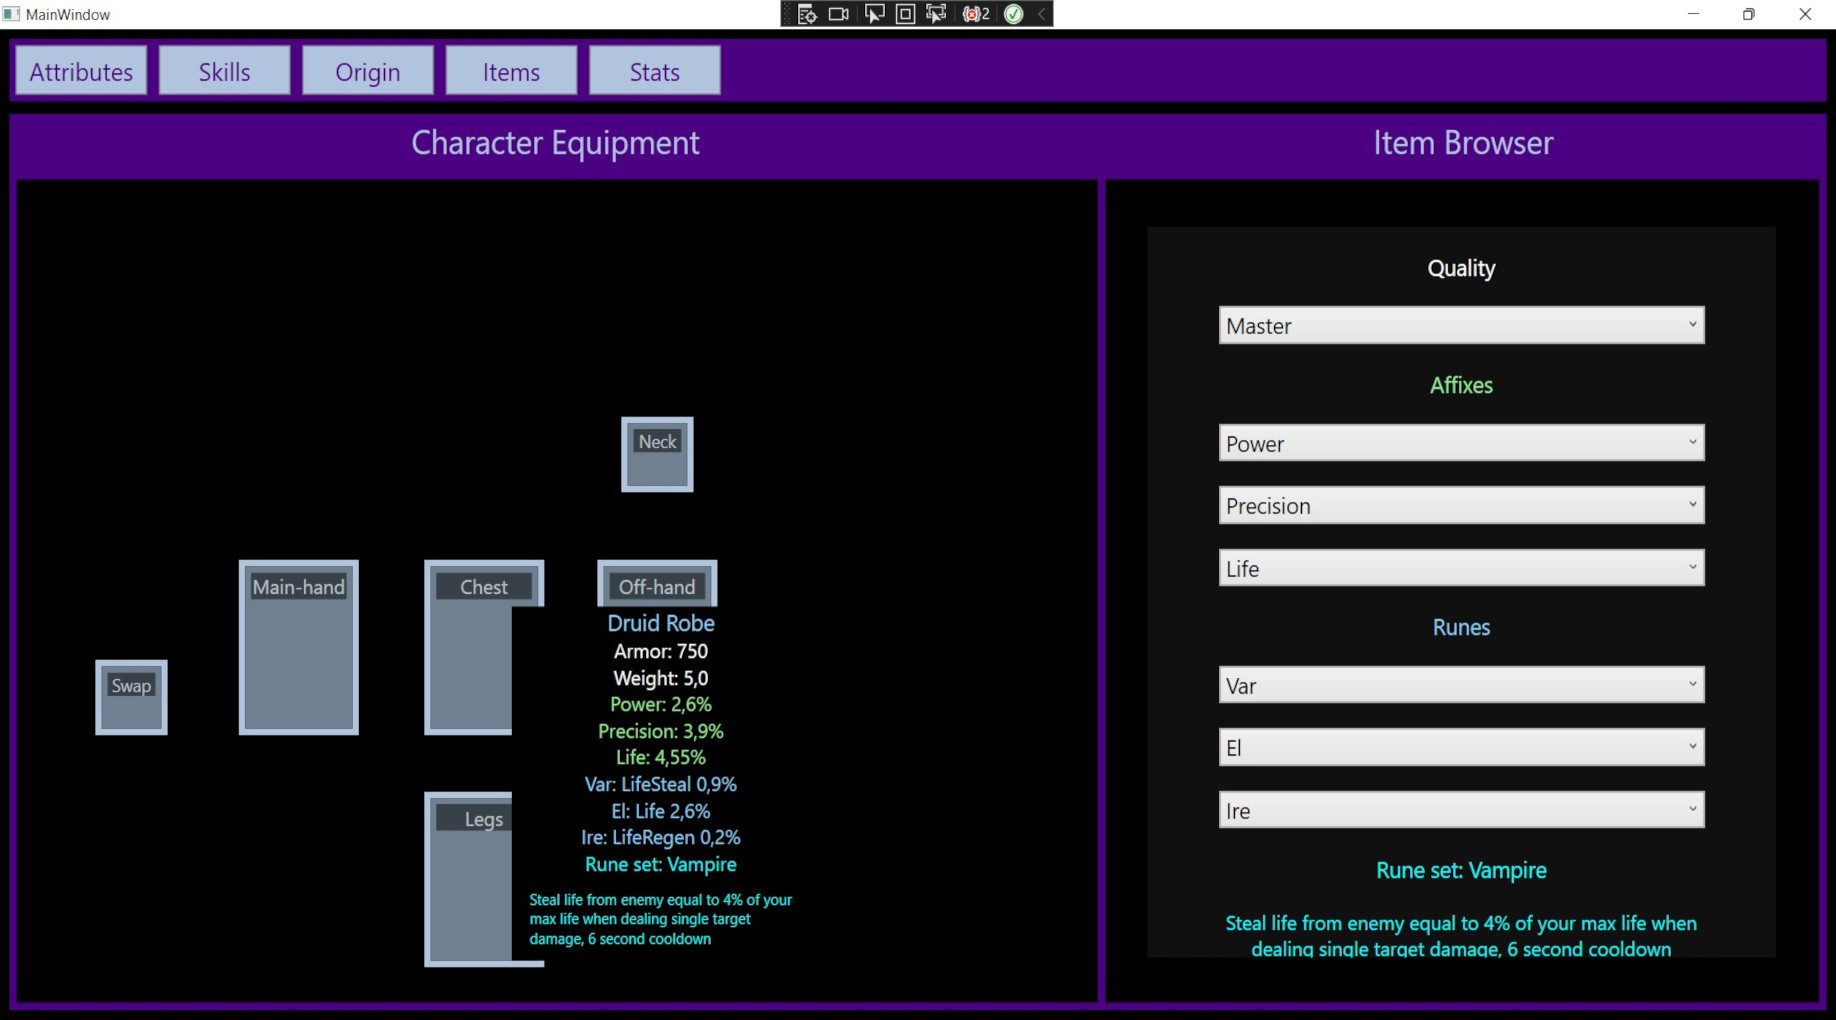 MainWindow
2
Attributes
Skills
Origin
Items
Stats
Character Equipment
Item Browser
Neck
Main-hand
Chest
Off-hand
Swap
Legs
Druid Robe
Armor: 750
Weight: 5,0
Power: 2,6%
Precision: 3,9%
Life: 4,55%
Var: LifeSteal 0,9%
El: Life 2,6%
Ire: LifeRegen 0,2%
Rune set: Vampire
Steal life from enemy equal to 4% of your
max life when dealing single target
damage, 6 second cooldown
Quality
Master
Affixes
Power
Precision
Life
Runes
Var
El
Ire
Rune set: Vampire
Steal life from enemy equal to 4% of your max life when
dealing single target damage, 6 second cooldown